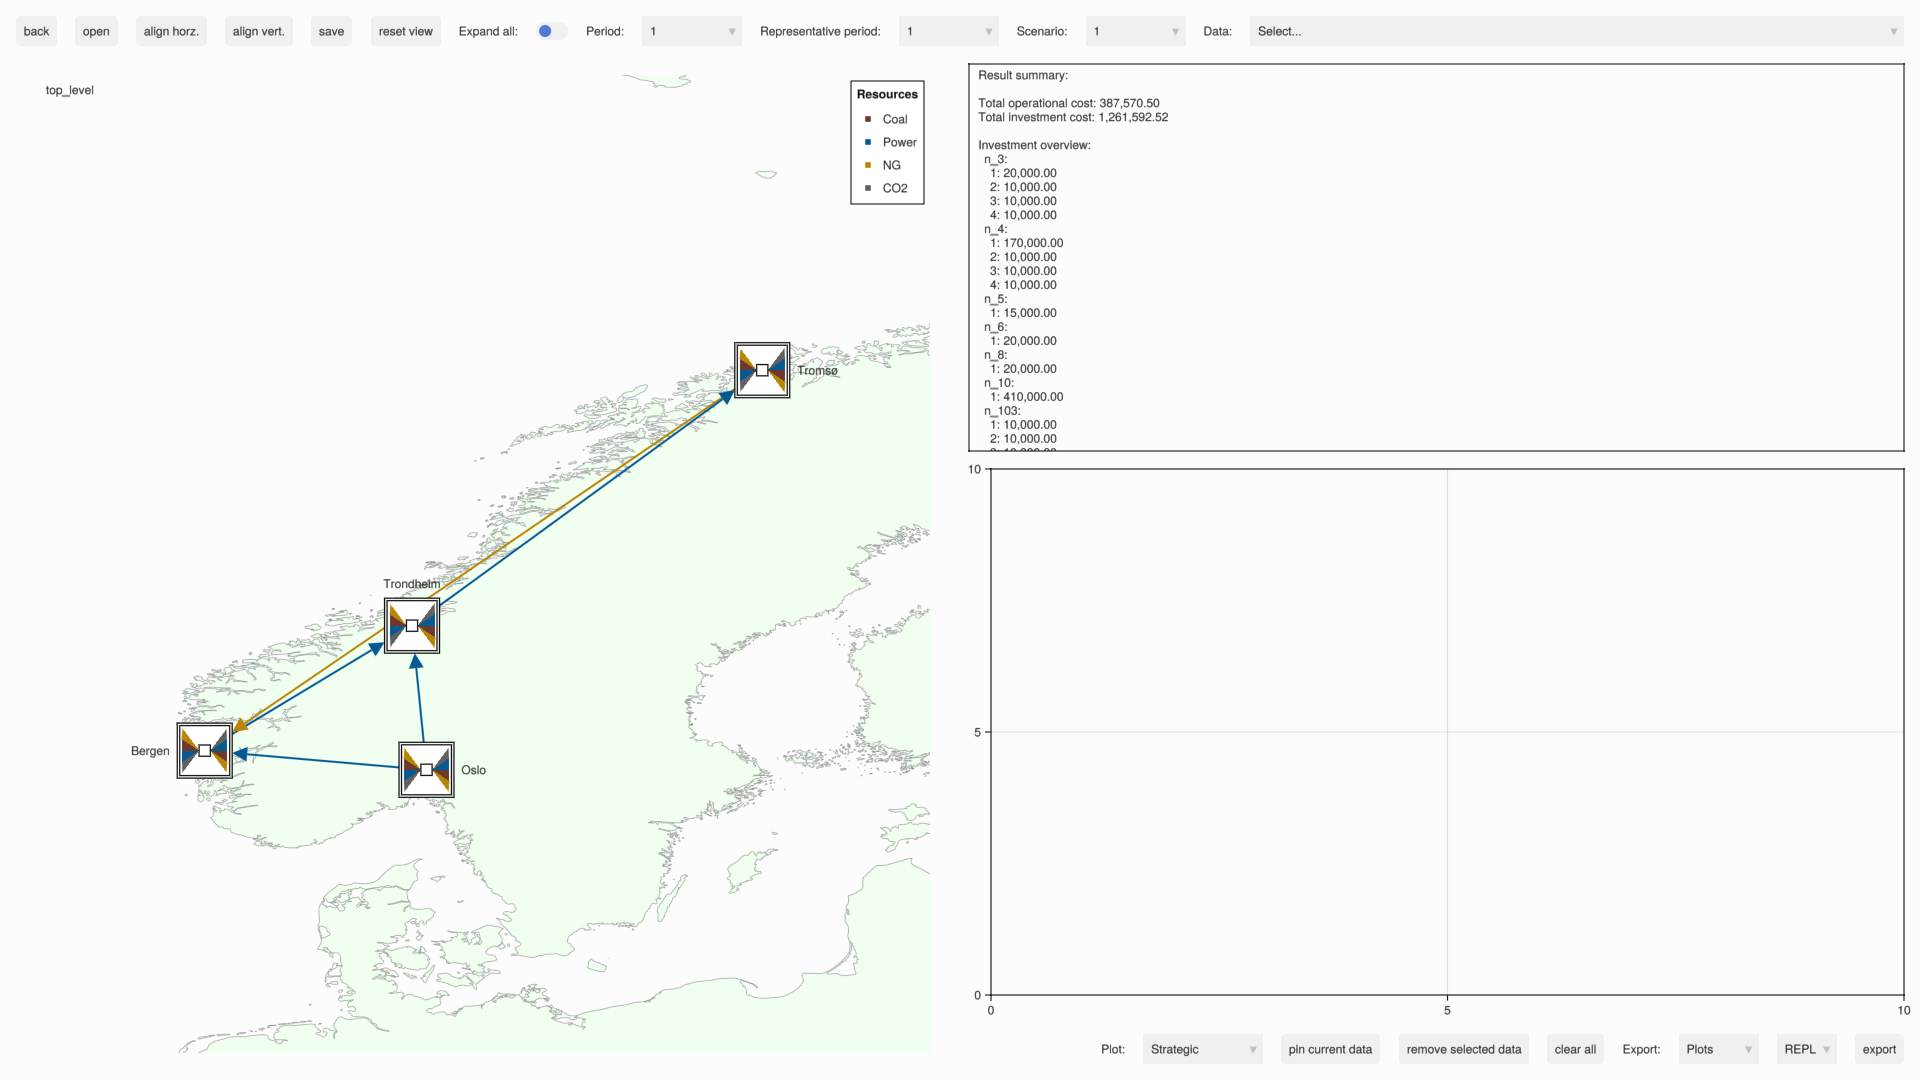 back open align horz. align vert. save reset view Expand all: Period: 1 Representative period: 1 Scenario: 1 Data: Select...
top_level
Resources
Coal
Power
NG
CO2
Tromsø
Trondheim
Bergen
Oslo
Result summary:
Total operational cost: 387,570.50
Total investment cost: 1,261,592.52
Investment overview:
n_3:
1: 20,000.00
2: 10,000.00
3: 10,000.00
4: 10,000.00
n_4:
1: 170,000.00
2: 10,000.00
3: 10,000.00
4: 10,000.00
n_5:
1: 15,000.00
n_6:
1: 20,000.00
n_8:
1: 20,000.00
n_10:
1: 410,000.00
n_103:
1: 10,000.00
2: 10,000.00
10
5
0
0 5 10
Plot: Strategic pin current data remove selected data clear all Export: Plots REPL export